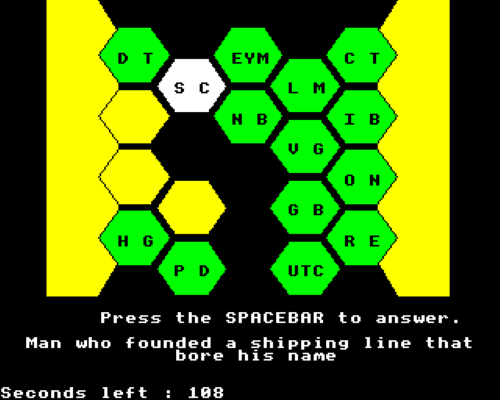 D T
EYM
C T
S C
L M
N B
I B
V G
O N
G B
H G
R E
P D
UTC
Press the SPACEBAR to answer.
Man who founded a shipping line that
bore his name
Seconds left : 108